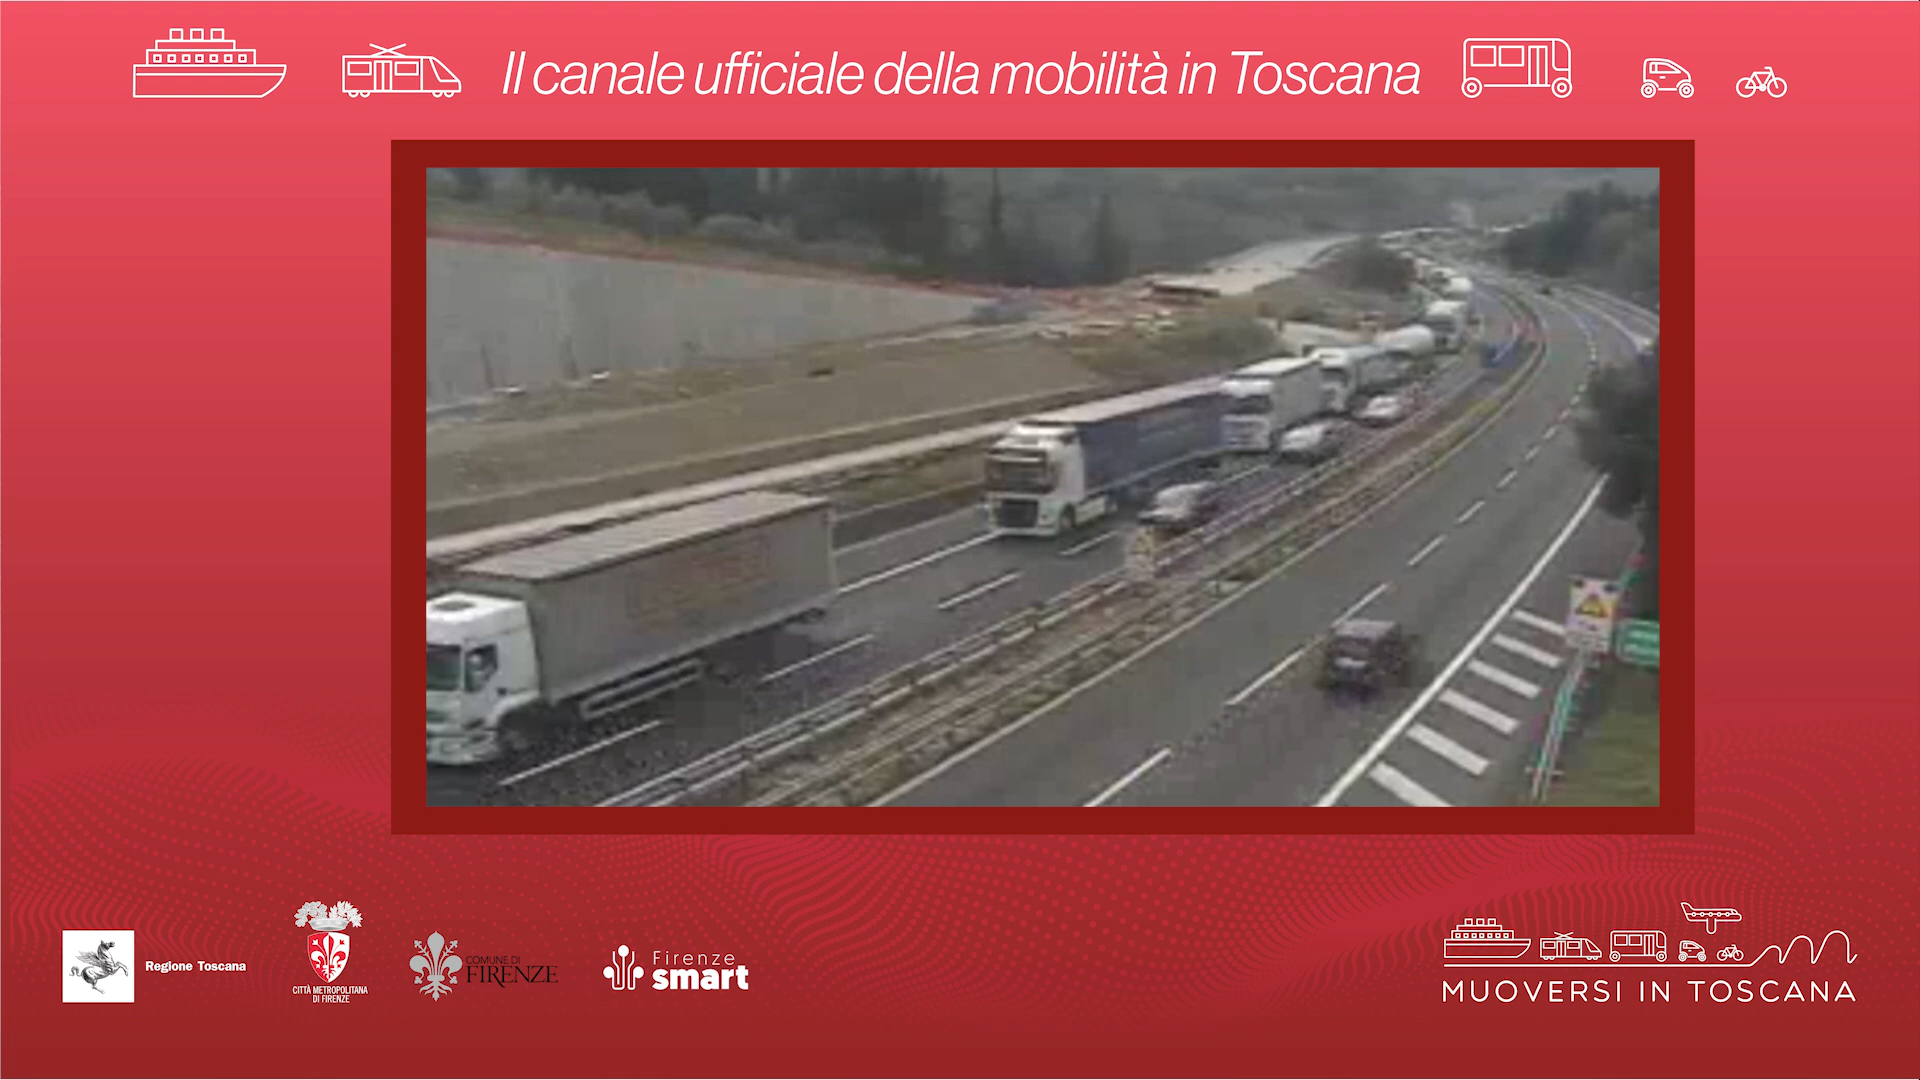 Il canale ufficiale della mobilità in Toscana
Regione Toscana
CITTÀ METROPOLITANA
DI FIRENZE
COMUNE DI
FIRENZE
Firenze
smart
MUOVERSI IN TOSCANA